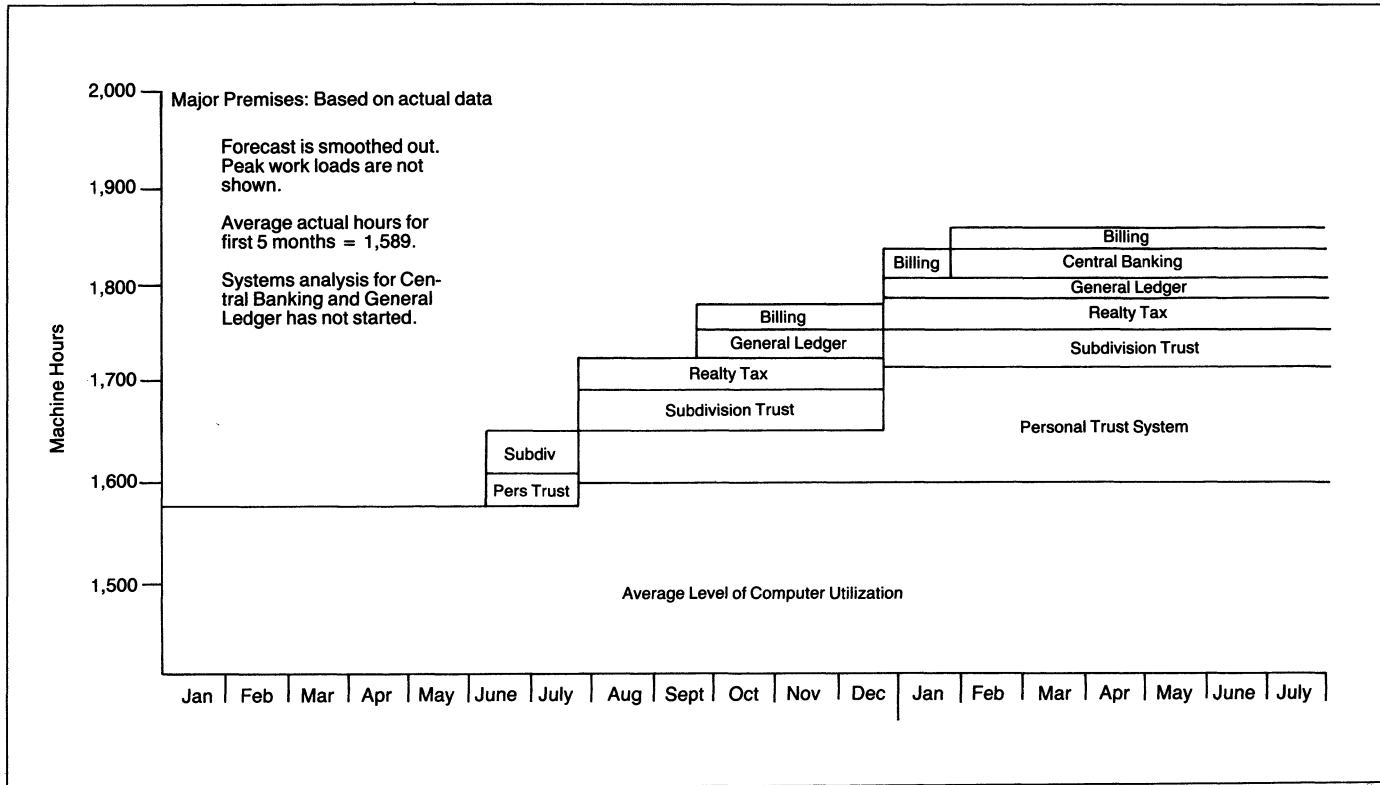 2,000
Major Premises: Based on actual data
Forecast is smoothed out.
Peak work loads are not
shown.
1,900
Average actual hours for
first 5 months = 1,589.
Systems analysis for Cen-
tral Banking and General
Ledger has not started.
1,800
1,700
1,600
1,500
Machine Hours
Billing
Billing
Central Banking
General Ledger
Billing
Realty Tax
General Ledger
Subdivision Trust
Realty Tax
Subdivision Trust
Personal Trust System
Subdiv
Pers Trust
Average Level of Computer Utilization
Jan Feb Mar Apr May June July Aug Sept Oct Nov Dec Jan Feb Mar Apr May June July